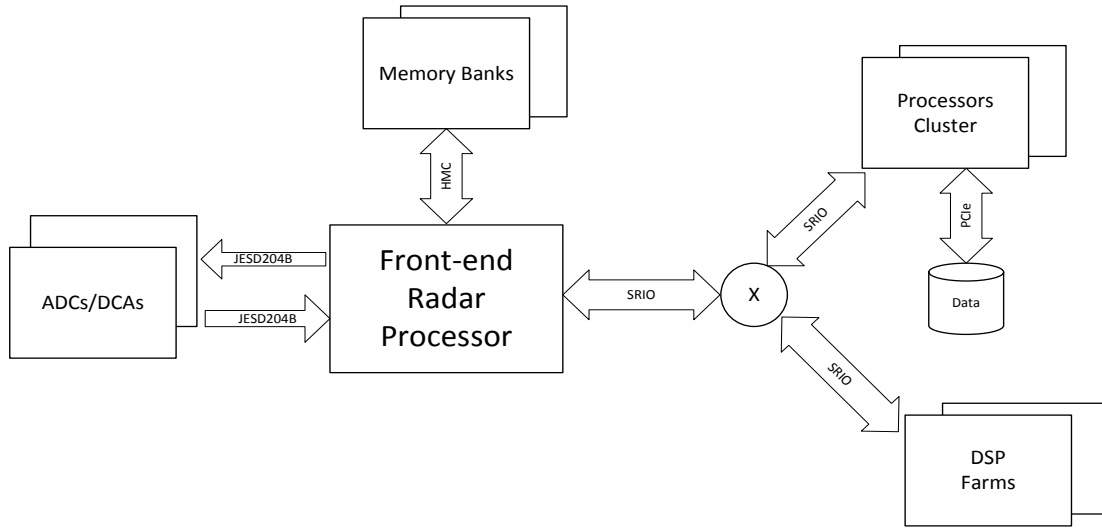 Memory Banks
HMC
Processors
Cluster
SRIO
PCIe
Data
JESD204B
ADCs/DCAs
JESD204B
Front-end
Radar
Processor
SRIO
X
SRIO
DSP
Farms